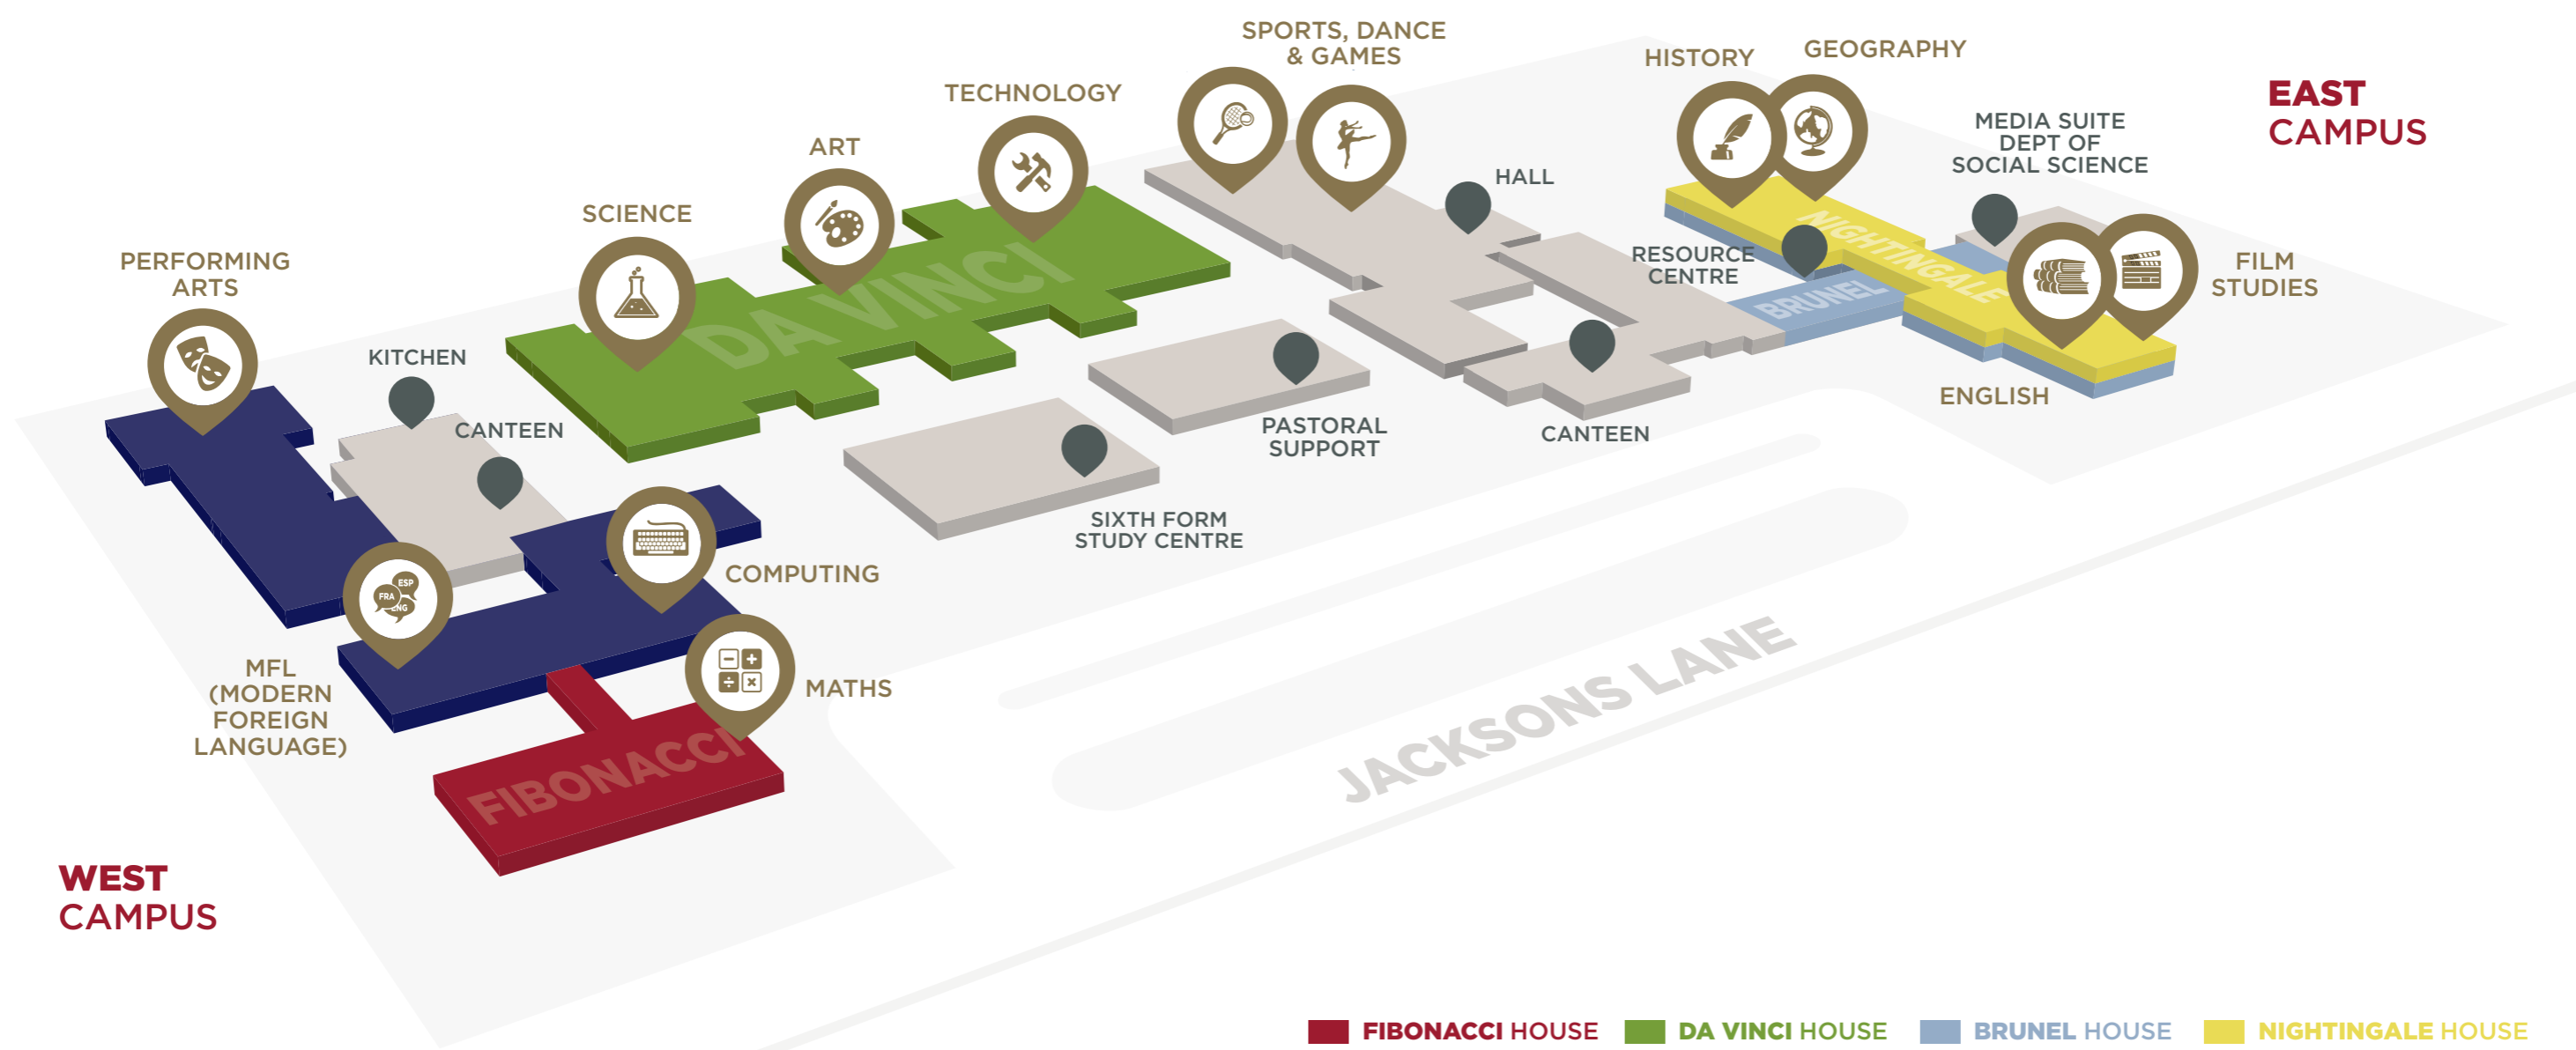 SPORTS, DANCE
& GAMES
HISTORY
GEOGRAPHY
EAST
CAMPUS
TECHNOLOGY
MEDIA SUITE
DEPT OF
SOCIAL SCIENCE
ART
HALL
SCIENCE
NIGHTINGALE
RESOURCE
CENTRE
PERFORMING
ARTS
FILM
STUDIES
DA VINCI
BRUNEL
KITCHEN
ENGLISH
CANTEEN
PASTORAL
SUPPORT
CANTEEN
SIXTH FORM
STUDY CENTRE
COMPUTING
ESP
FRA
ENG
MFL
(MODERN
FOREIGN
LANGUAGE)
MATHS
JACKSONS LANE
FIBONACCI
WEST
CAMPUS
FIBONACCI HOUSE
DA VINCI HOUSE
BRUNEL HOUSE
NIGHTINGALE HOUSE